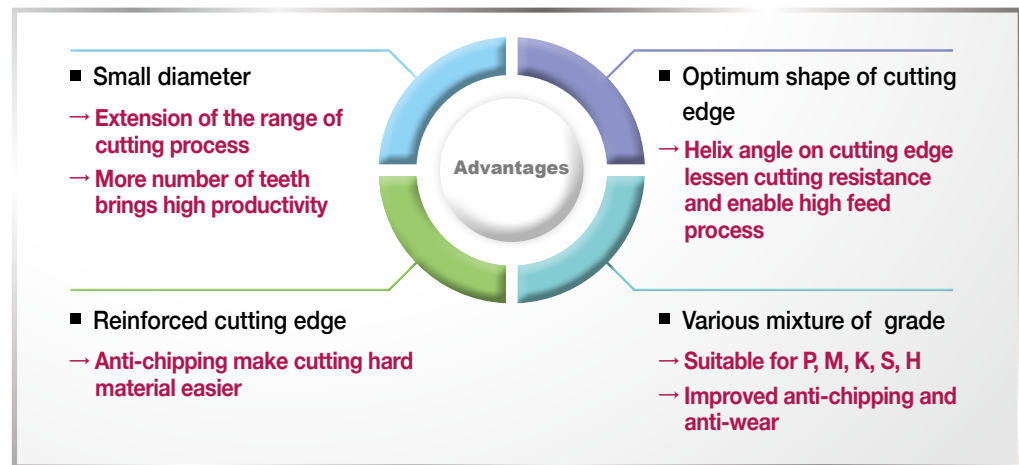 ■ Small diameter
→ Extension of the range of
cutting process
→ More number of teeth
brings high productivity
Advantages
■ Optimum shape of cutting
edge
→ Helix angle on cutting edge
lessen cutting resistance
and enable high feed
process
■ Reinforced cutting edge
→ Anti-chipping make cutting hard
material easier
■ Various mixture of grade
→ Suitable for P, M, K, S, H
→ Improved anti-chipping and
anti-wear